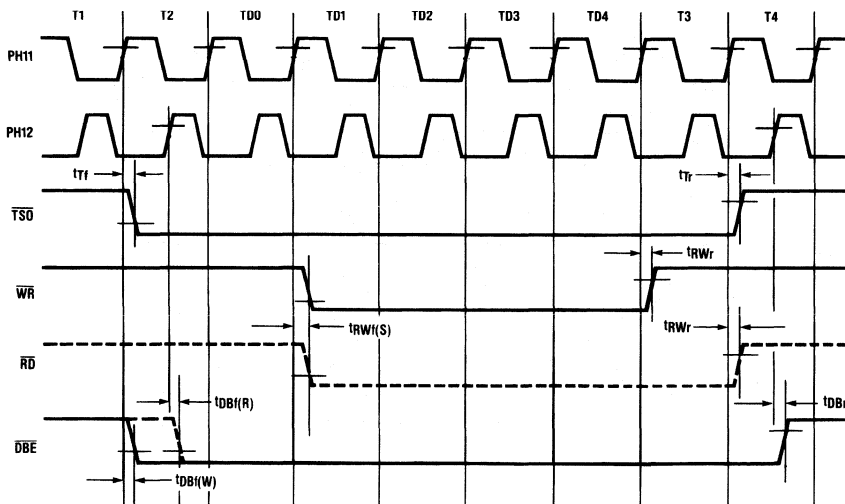 T1 T2 TD0 TD1 TD2 TD3 TD4 T3 T4
PH11
PH12
tTf tTr
TSO
tRWr
WR
tRWf(S) tRWr
RD
tDBf(R) tDBr
DBE
tDBf(W)